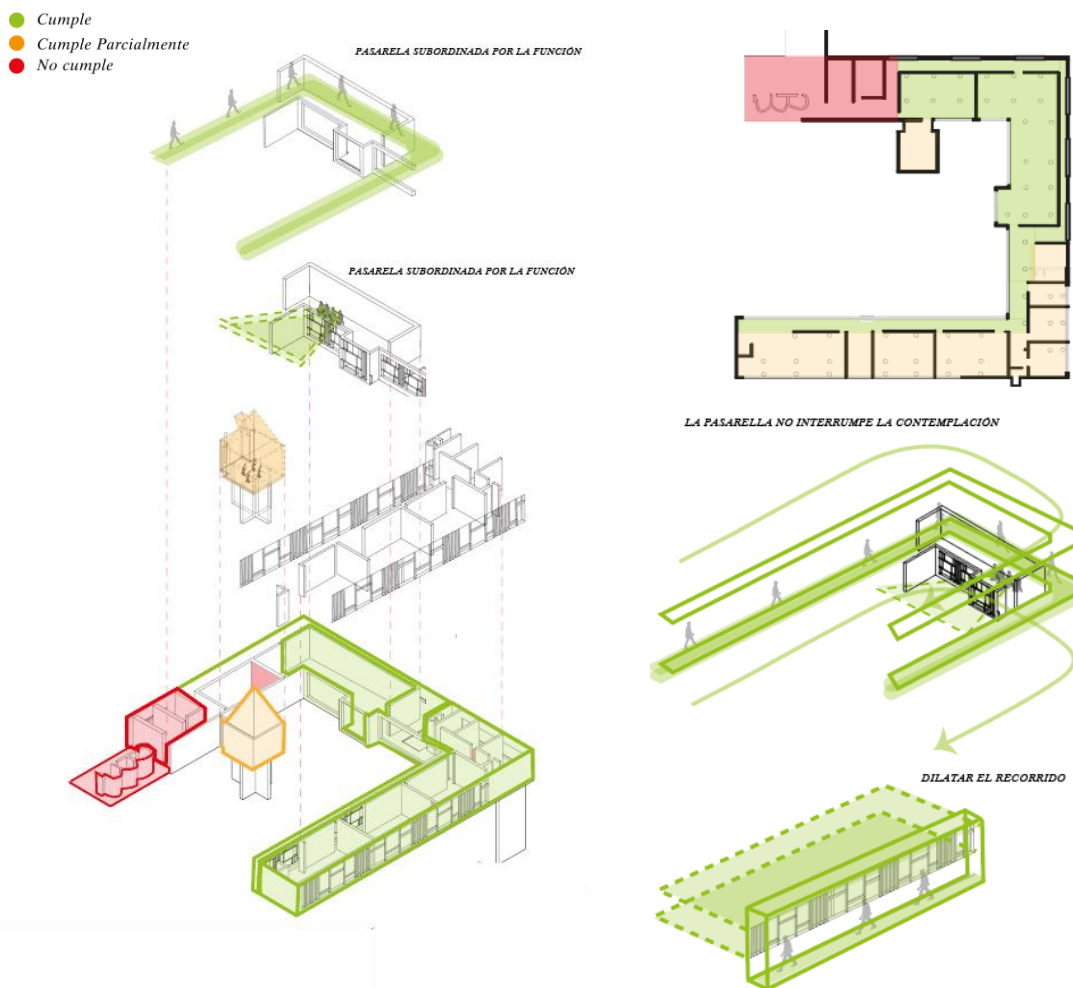 Cumple
Cumple Parcialmente
No cumple
PASARELA SUBORDINADA POR LA FUNCIÓN
PASARELA SUBORDINADA POR LA FUNCIÓN
LA PASARELLA NO INTERRUMPE LA CONTEMPLACIÓN
DILATAR EL RECORRIDO